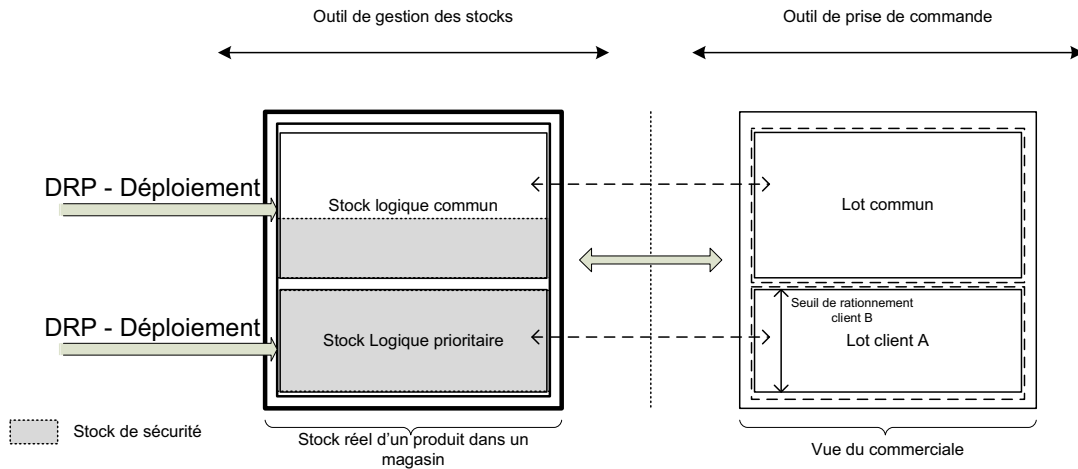 Outil de gestion des stocks
Outil de prise de commande
DRP - Déploiement
Stock logique commun
Lot commun
Seuil de rationnement
client B
DRP - Déploiement
Stock Logique prioritaire
Lot client A
Stock de sécurité
Stock réel d'un produit dans un
magasin
Vue du commerciale